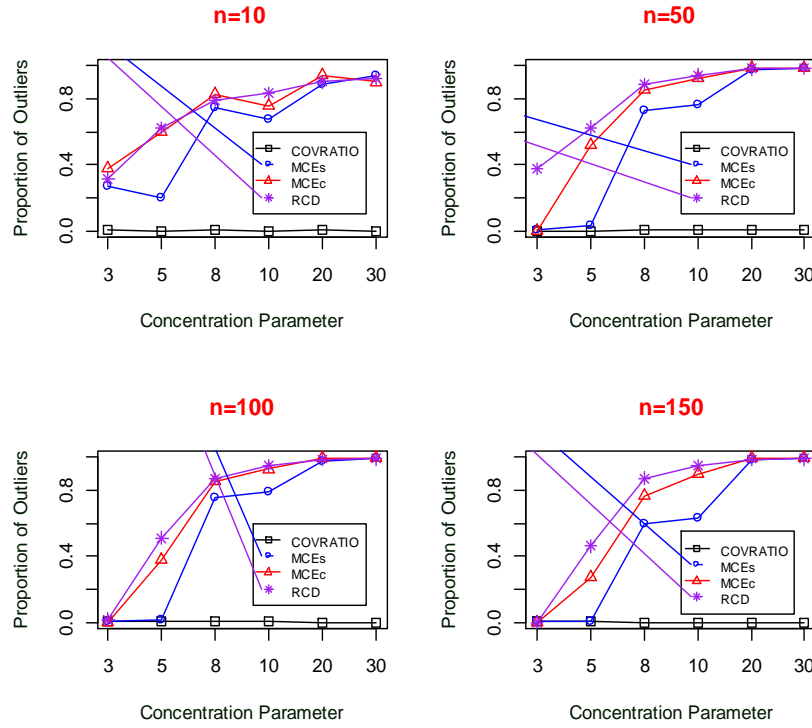 n=10
Proportion of Outliers
0.0 0.4 0.8
COVRATIO
MCEs
MCEc
RCD
3 5 8 10 20 30
Concentration Parameter
n=50
Proportion of Outliers
0.0 0.4 0.8
COVRATIO
MCEs
MCEc
RCD
3 5 8 10 20 30
Concentration Parameter
n=100
Proportion of Outliers
0.0 0.4 0.8
COVRATIO
MCEs
MCEc
RCD
3 5 8 10 20 30
Concentration Parameter
n=150
Proportion of Outliers
0.0 0.4 0.8
COVRATIO
MCEs
MCEc
RCD
3 5 8 10 20 30
Concentration Parameter